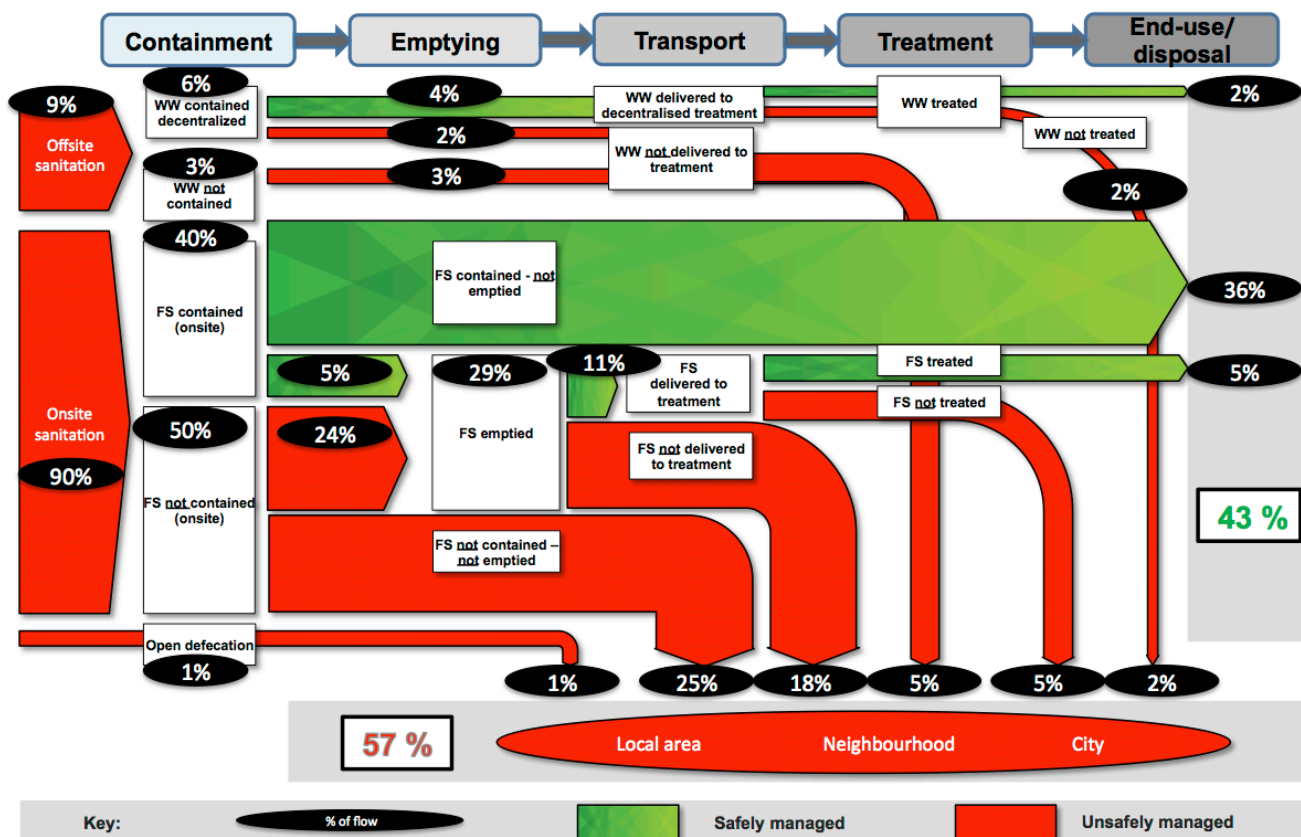 Containment
Emptying
Transport
Treatment
End-use/
disposal
9%
Offsite
sanitation
6%
WW contained
decentralized
4%
WW delivered to
decentralised treatment
WW treated
2%
2%
WW not delivered to
treatment
WW not treated
3%
WW not
contained
3%
2%
40%
FS contained
(onsite)
FS contained - not
emptied
36%
5%
29%
FS emptied
11%
FS
delivered to
treatment
FS treated
5%
FS not treated
Onsite
sanitation
90%
50%
FS not contained
(onsite)
24%
FS not delivered
to treatment
43 %
FS not contained –
not emptied
Open defecation
1%
1%
25%
18%
5%
5%
2%
57 %
Local area
Neighbourhood
City
Key:
% of flow
Safely managed
Unsafely managed